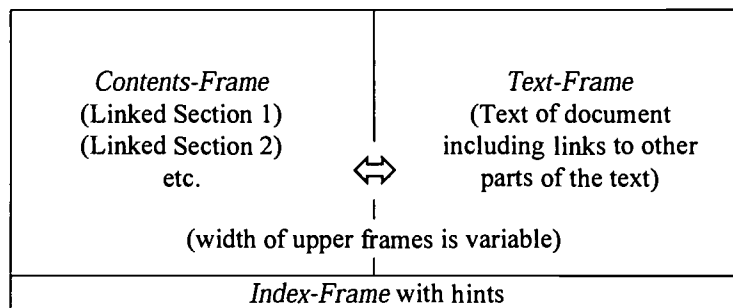 Contents-Frame
(Linked Section 1)
(Linked Section 2)
etc.
Text-Frame
(Text of document
including links to other
parts of the text)
(width of upper frames is variable)
Index-Frame with hints